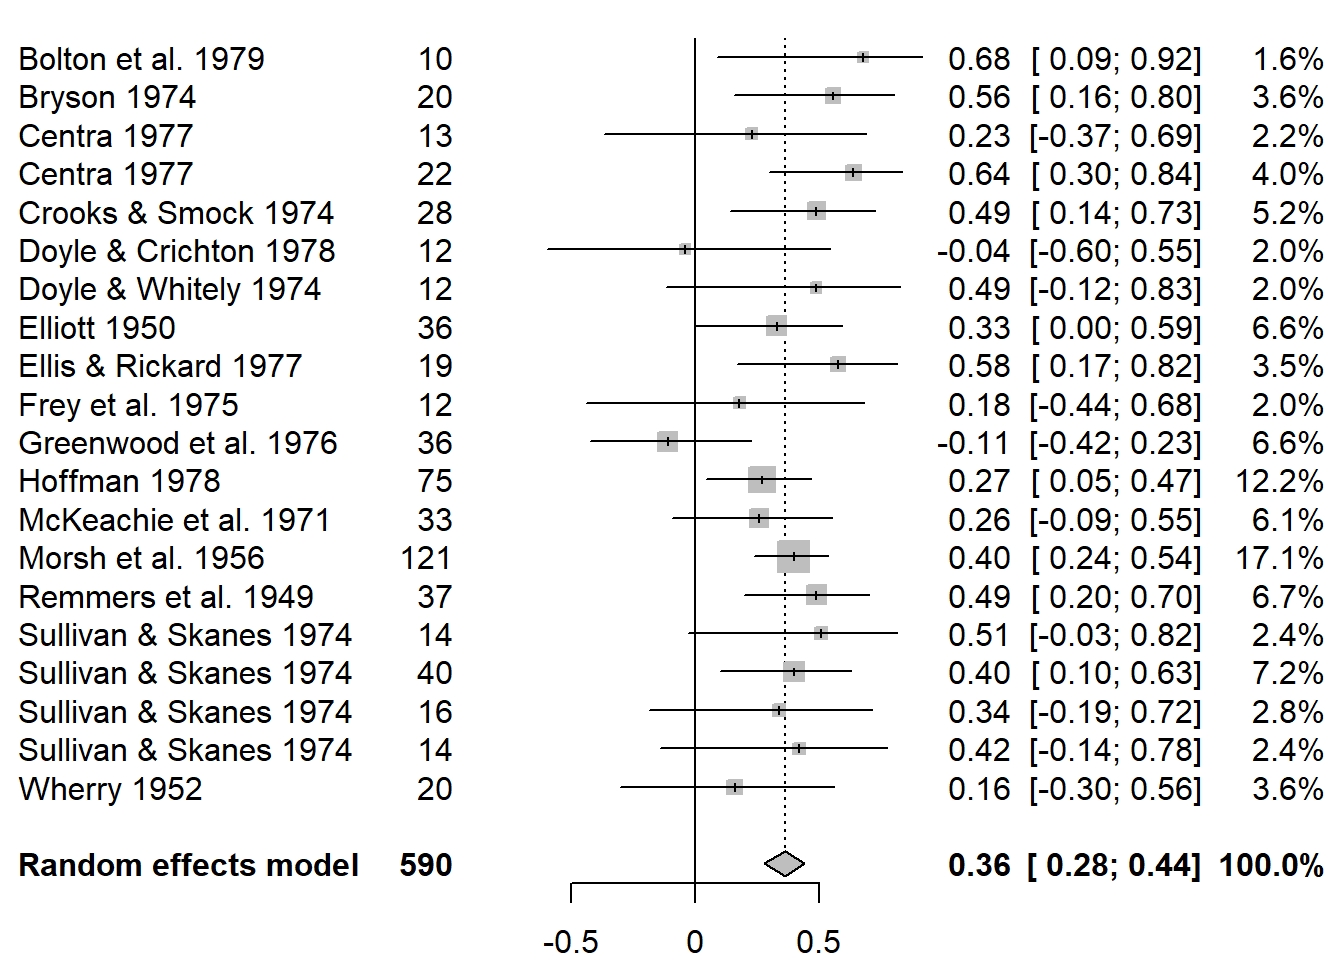 Bolton et al. 1979 10 0.68 [ 0.09; 0.92] 1.6%
Bryson 1974 20 0.56 [ 0.16; 0.80] 3.6%
Centra 1977 13 0.23 [-0.37; 0.69] 2.2%
Centra 1977 22 0.64 [ 0.30; 0.84] 4.0%
Crooks & Smock 1974 28 0.49 [ 0.14; 0.73] 5.2%
Doyle & Crichton 1978 12 -0.04 [-0.60; 0.55] 2.0%
Doyle & Whitely 1974 12 0.49 [-0.12; 0.83] 2.0%
Elliott 1950 36 0.33 [ 0.00; 0.59] 6.6%
Ellis & Rickard 1977 19 0.58 [ 0.17; 0.82] 3.5%
Frey et al. 1975 12 0.18 [-0.44; 0.68] 2.0%
Greenwood et al. 1976 36 -0.11 [-0.42; 0.23] 6.6%
Hoffman 1978 75 0.27 [ 0.05; 0.47] 12.2%
McKeachie et al. 1971 33 0.26 [-0.09; 0.55] 6.1%
Morsh et al. 1956 121 0.40 [ 0.24; 0.54] 17.1%
Remmers et al. 1949 37 0.49 [ 0.20; 0.70] 6.7%
Sullivan & Skanes 1974 14 0.51 [-0.03; 0.82] 2.4%
Sullivan & Skanes 1974 40 0.40 [ 0.10; 0.63] 7.2%
Sullivan & Skanes 1974 16 0.34 [-0.19; 0.72] 2.8%
Sullivan & Skanes 1974 14 0.42 [-0.14; 0.78] 2.4%
Wherry 1952 20 0.16 [-0.30; 0.56] 3.6%
Random effects model 590 0.36 [ 0.28; 0.44] 100.0%
-0.5 0 0.5